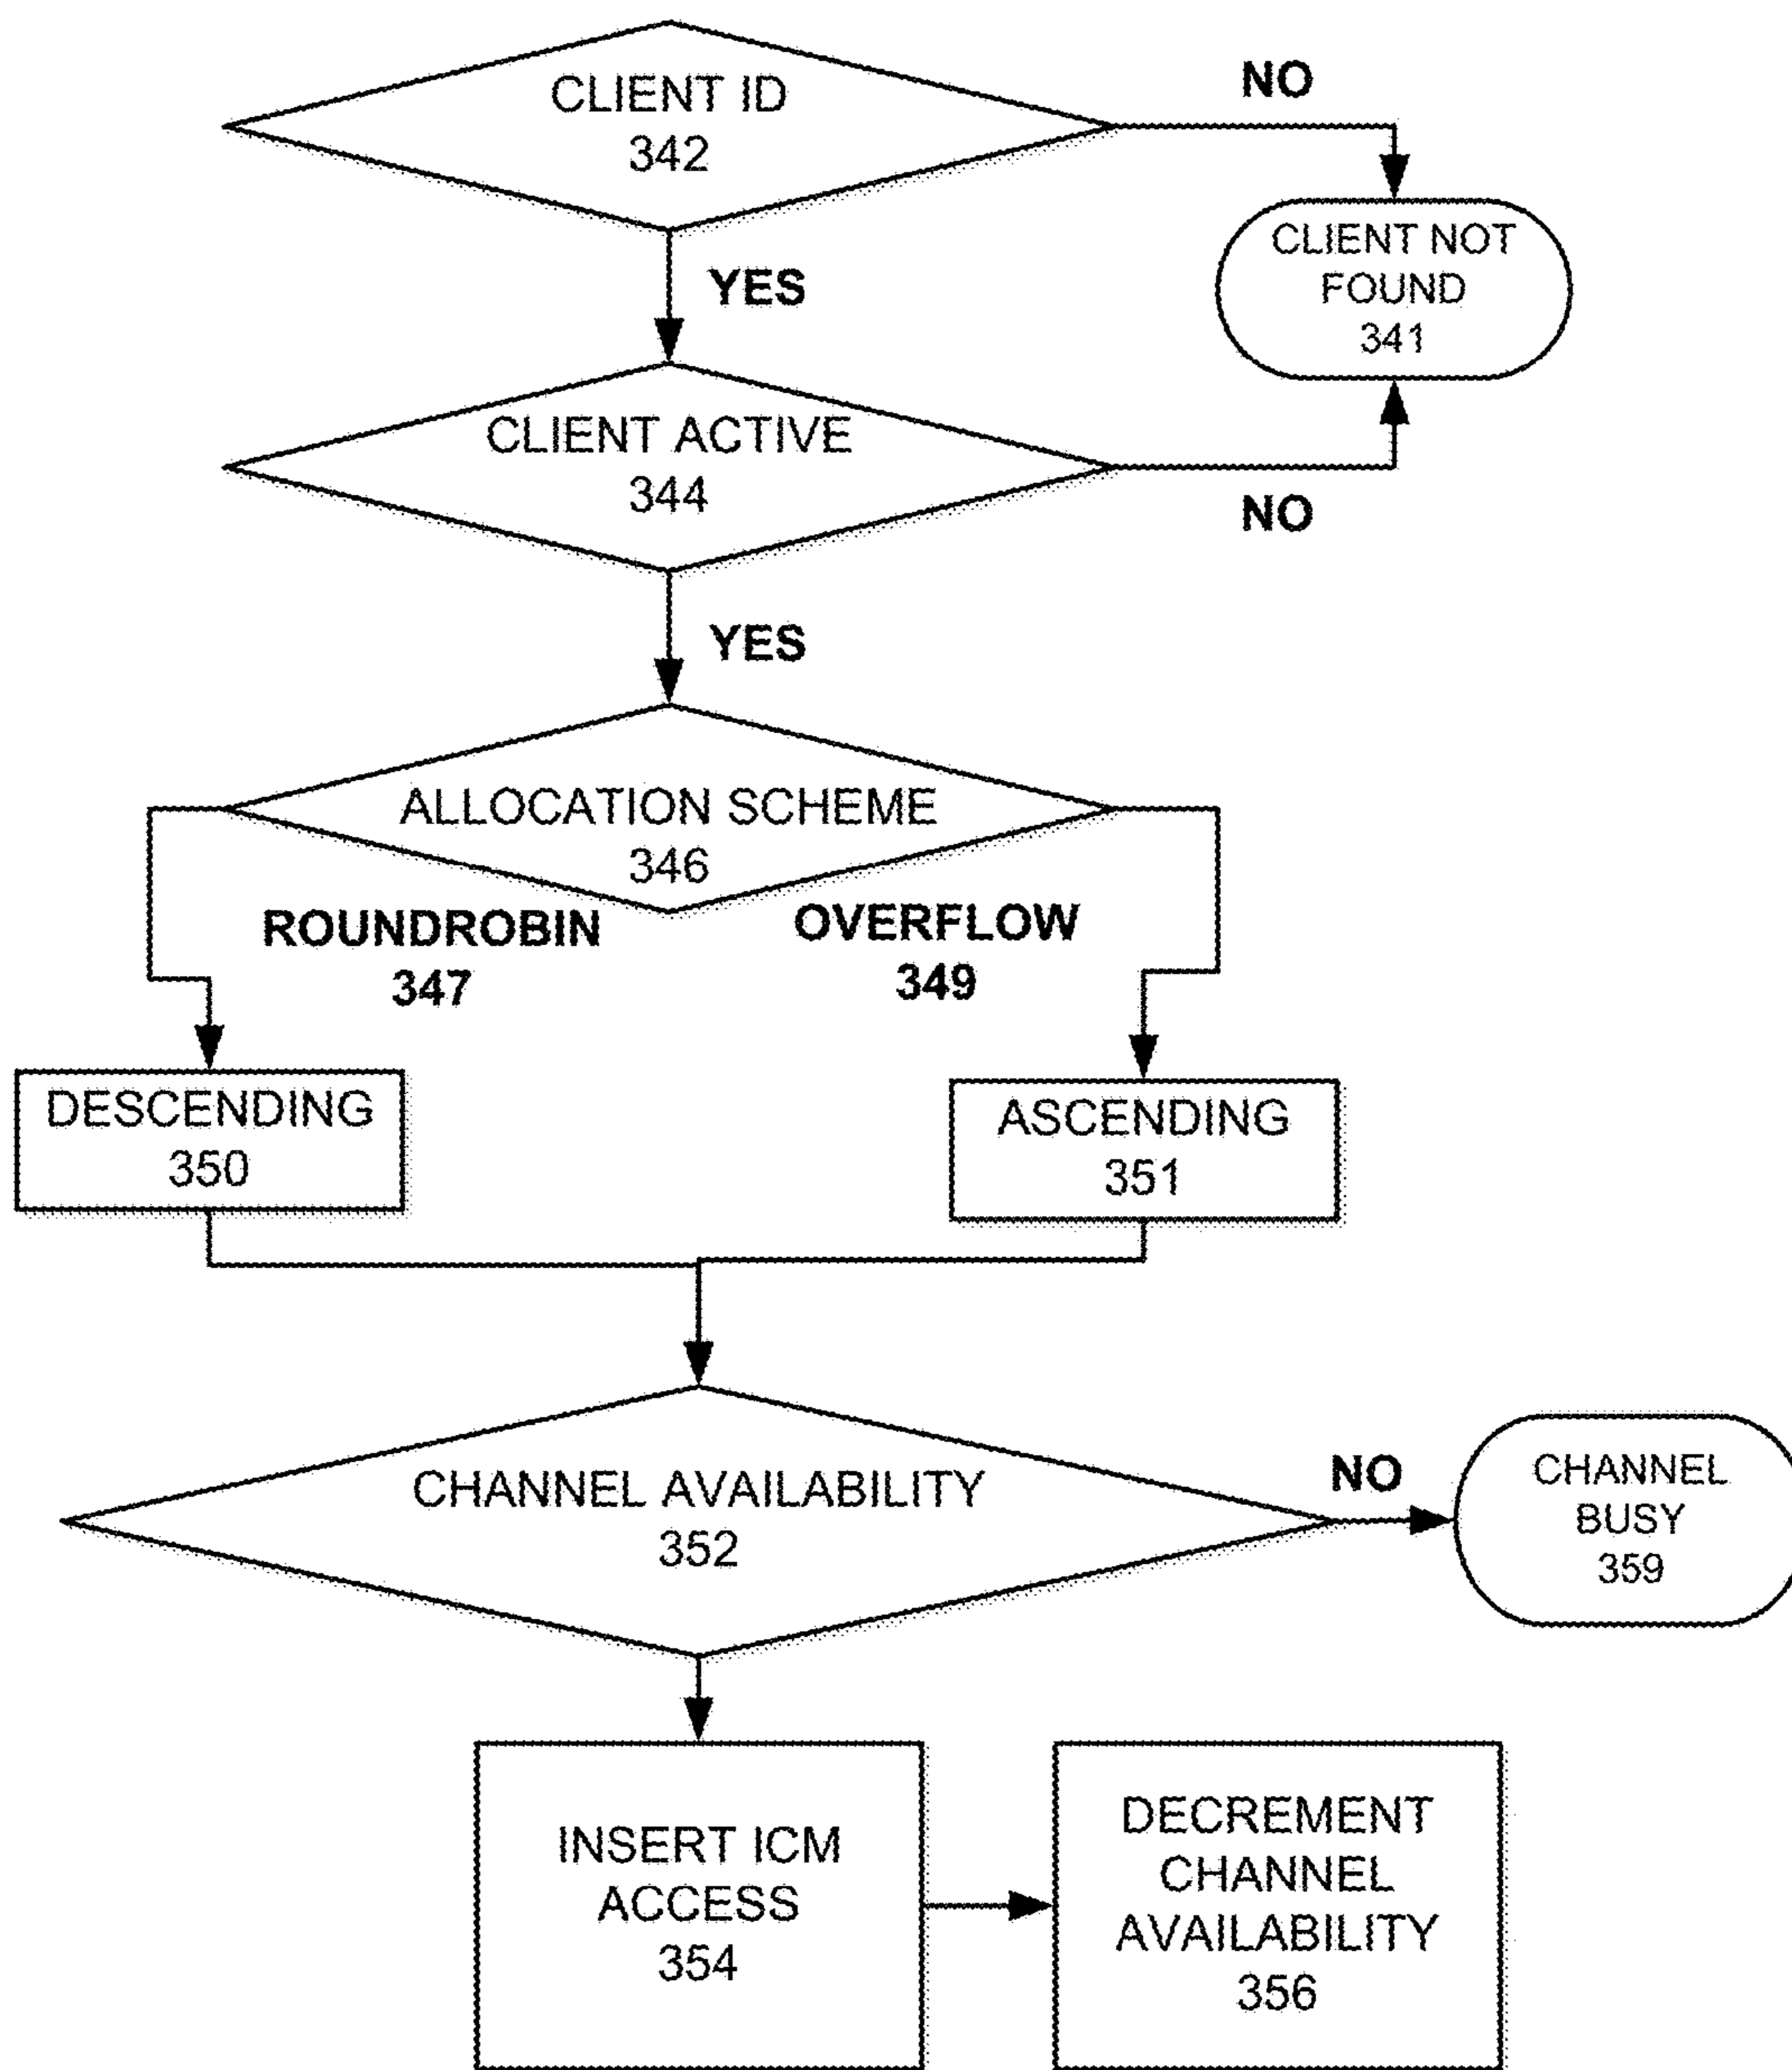 CLIENT ID
342
NO
CLIENT NOT
FOUND
341
YES
CLIENT ACTIVE
344
NO
YES
ALLOCATION SCHEME
346
ROUNDROBIN
347
OVERFLOW
349
DESCENDING
350
ASCENDING
351
CHANNEL AVAILABILITY
352
NO
CHANNEL
BUSY
359
INSERT ICM
ACCESS
354
DECREMENT
CHANNEL
AVAILABILITY
356